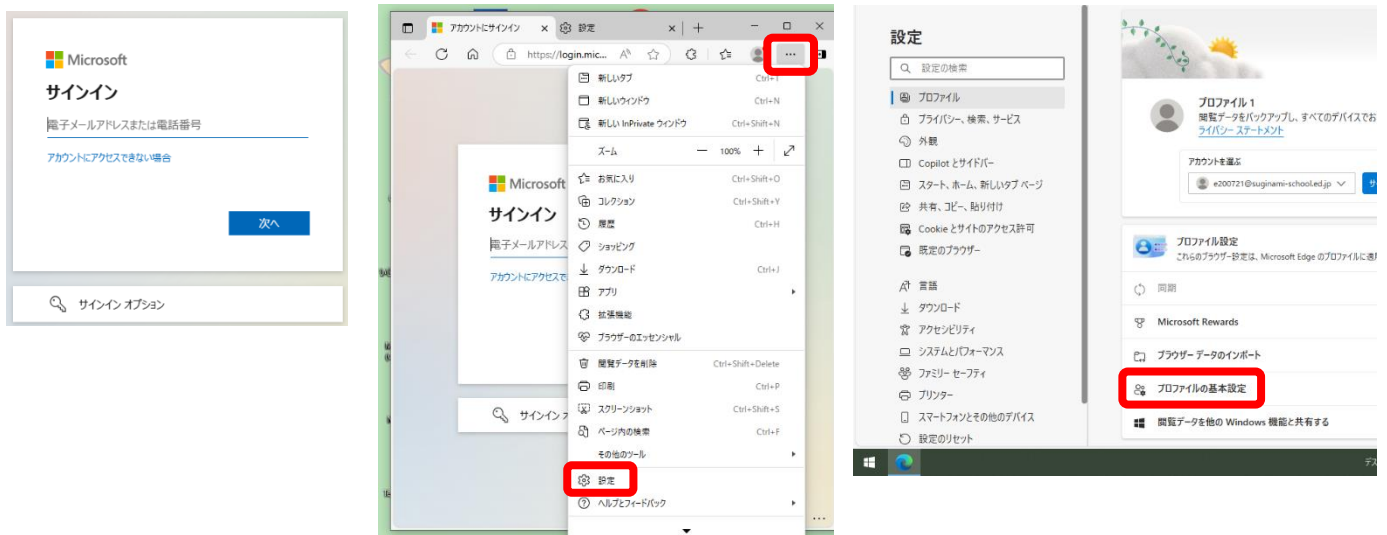 Microsoft
サインイン
電子メールアドレスまたは電話番号
アカウントにアクセスできない場合
次へ
サインイン オプション
アカウントにサインイン
設定
https://login.mic...
Microsoft
サインイン
電子メールアドレス
アカウントにアクセスで
サインイン
新しいタブ Ctrl+T
新しいウィンドウ Ctrl+N
新しい InPrivate ウィンドウ Ctrl+Shift+N
ズーム 100%
お気に入り Ctrl+Shift+O
コレクション Ctrl+Shift+Y
履歴 Ctrl+H
ショッピング
ダウンロード Ctrl+J
アプリ
拡張機能
ブラウザーのエッセンシャル
閲覧データを削除 Ctrl+Shift+Delete
印刷 Ctrl+P
スクリーンショット Ctrl+Shift+S
ページ内の検索 Ctrl+F
その他のツール
設定
ヘルプとフィードバック
設定
設定の検索
プロファイル
プライバシー、検索、サービス
外観
Copilot とサイドバー
スタート、ホーム、新しいタブ ページ
共有、コピー、貼り付け
Cookie とサイトのアクセス許可
既定のブラウザー
言語
ダウンロード
アクセシビリティ
システムとパフォーマンス
ファミリー セーフティ
プリンター
スマートフォンとその他のデバイス
設定のリセット
プロファイル 1
閲覧データをバックアップし、すべてのデバイスでお
ライバシー ステートメント
アカウントを選ぶ
e200721@suginami-school.ed.jp
プロファイル設定
これらのブラウザー設定は、Microsoft Edge のプロファイルに適用
同期
Microsoft Rewards
ブラウザー データのインポート
プロファイルの基本設定
閲覧データを他の Windows 機能と共有する